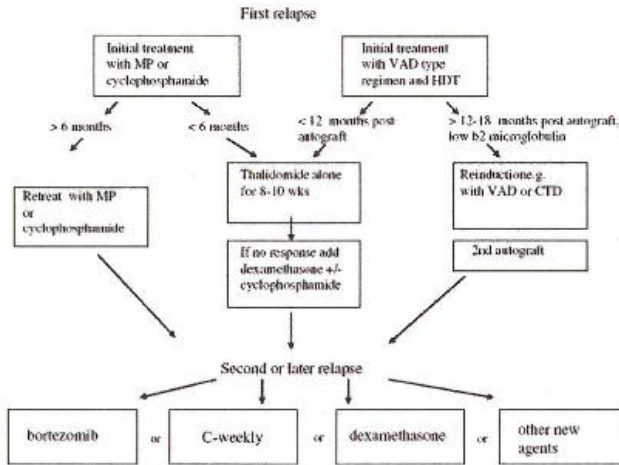 First relapse
Initial treatment
with MP or
cyclophosphamide
Initial treatment
with VAD type
regimen and HDT
> 6 months
< 6 months
< 12 months post
autograft
> 12-18 months post autograft,
low b2 microglobulin
Retreat with MP
or
cyclophosphamide
Thalidomide alone
for 8-10 wks
Reinductione.g.
with VAD or CTD
If no response add
dexamethasone +/-
cyclophosphamide
2nd autograft
Second or later relapse
bortezomib
or
C-weekly
or
dexamethasone
or
other new
agents